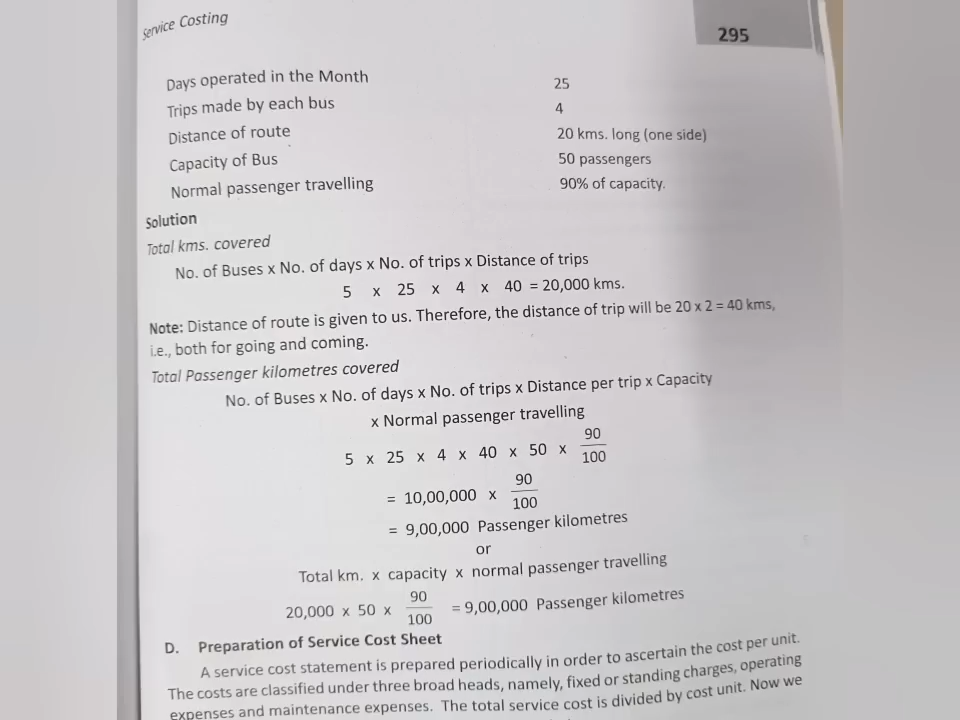 Service Costing
295
Days operated in the Month 25
Trips made by each bus 4
Distance of route 20 kms. long (one side)
Capacity of Bus 50 passengers
Normal passenger travelling 90% of capacity.
Solution
Total kms. covered
No. of Buses x No. of days x No. of trips x Distance of trips
5 x 25 x 4 x 40 = 20,000 kms.
Note: Distance of route is given to us. Therefore, the distance of trip will be 20 x 2 = 40 kms,
i.e., both for going and coming.
Total Passenger kilometres covered
No. of Buses x No. of days x No. of trips x Distance per trip x Capacity
x Normal passenger travelling
5 x 25 x 4 x 40 x 50 x 90/100
= 10,00,000 x 90/100
= 9,00,000 Passenger kilometres
or
Total km. x capacity x normal passenger travelling
20,000 x 50 x 90/100 = 9,00,000 Passenger kilometres
D. Preparation of Service Cost Sheet
A service cost statement is prepared periodically in order to ascertain the cost per unit.
The costs are classified under three broad heads, namely, fixed or standing charges, operating
expenses and maintenance expenses. The total service cost is divided by cost unit. Now we